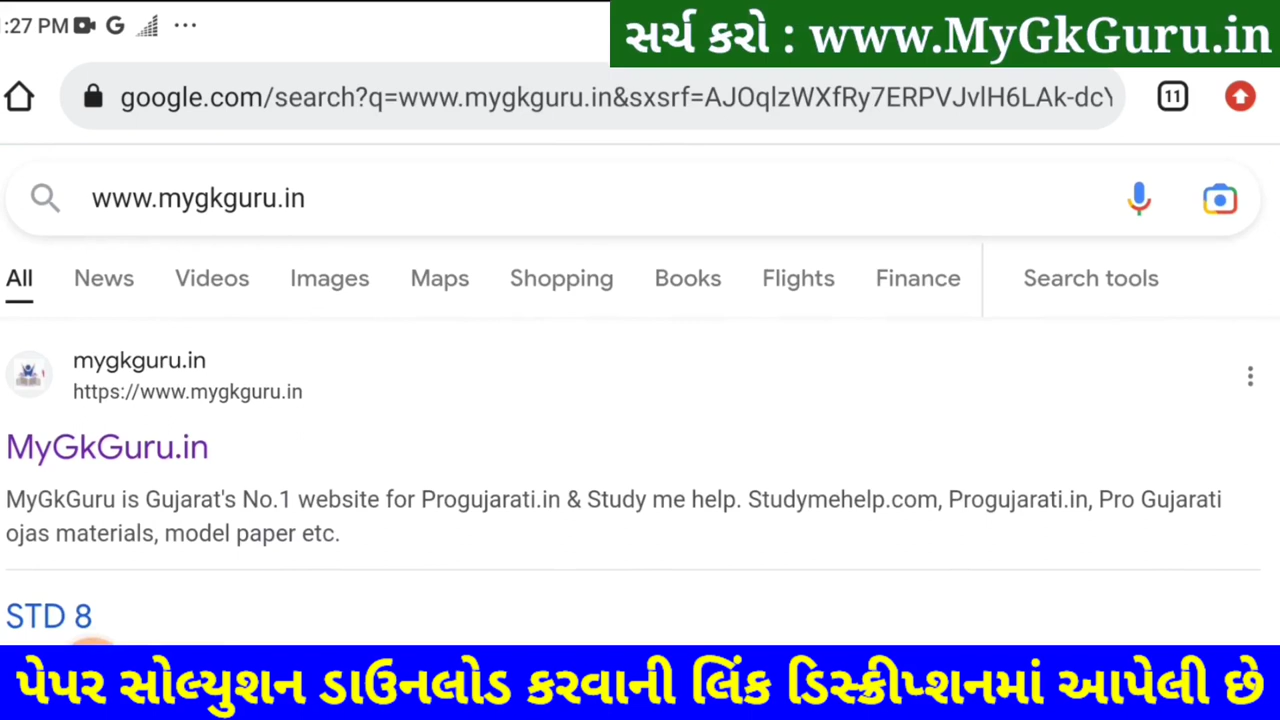 :27 PM G ...
સર્ચ કરો : www.MyGkGuru.in
google.com/search?q=www.mygkguru.in&sxsrf=AJOqlzWXfRy7ERPVJvlH6LAk-dcY
11
www.mygkguru.in
All News Videos Images Maps Shopping Books Flights Finance Search tools
mygkguru.in
https://www.mygkguru.in
MyGkGuru.in
MyGkGuru is Gujarat's No.1 website for Progujarati.in & Study me help. Studymehelp.com, Progujarati.in, Pro Gujarati
ojas materials, model paper etc.
STD 8
પેપર સોલ્યુશન ડાઉનલોડ કરવાની લિંક ડિસ્ક્રીપ્શનમાં આપેલી છે